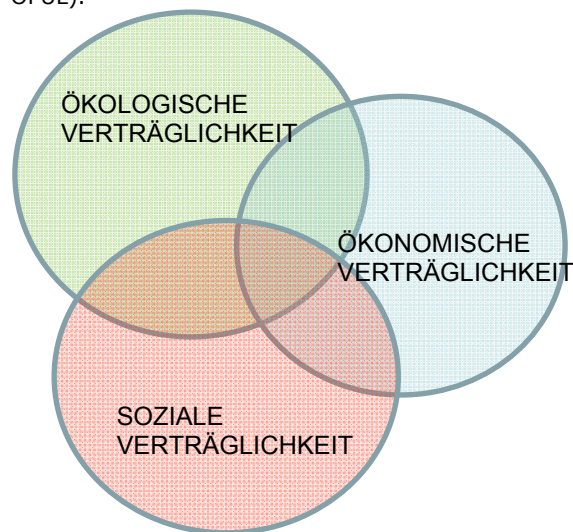 ÖKOLOGISCHE
VERTRÄGLICHKEIT
ÖKONOMISCHE
VERTRÄGLICHKEIT
SOZIALE
VERTRÄGLICHKEIT